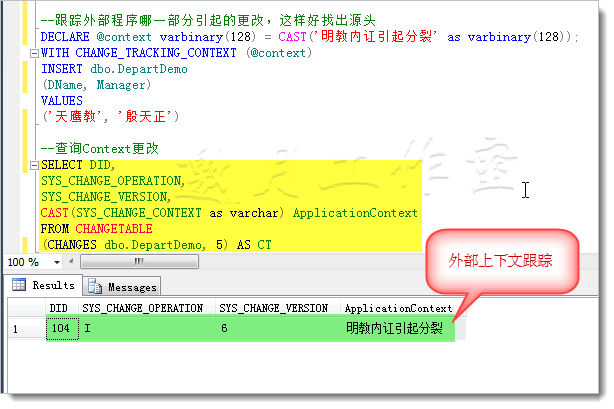 --跟踪外部程序哪一部分引起的更改，这样好找出源头
DECLARE @context varbinary(128) = CAST('明教内讧引起分裂' as varbinary(128));
WITH CHANGE_TRACKING_CONTEXT (@context)
INSERT dbo.DepartDemo
(DName, Manager)
VALUES
('天鹰教', '殷天正')
--查询Context更改
SELECT DID,
SYS_CHANGE_OPERATION,
SYS_CHANGE_VERSION,
CAST(SYS_CHANGE_CONTEXT as varchar) ApplicationContext
FROM CHANGETABLE
(CHANGES dbo.DepartDemo, 5) AS CT
邀月工作室
100 %
外部上下文跟踪
Results Messages
DID SYS_CHANGE_OPERATION SYS_CHANGE_VERSION ApplicationContext
1 104 I 6 明教内讧引起分裂